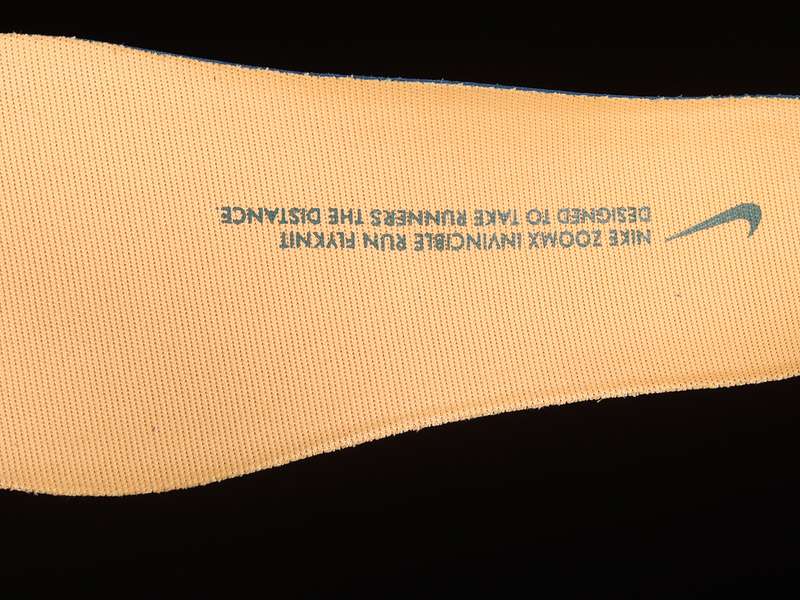 NIKE ZOOMX INVINCIBLE RUN FLYKNIT
DESIGNED TO TAKE RUNNERS THE DISTANCE.